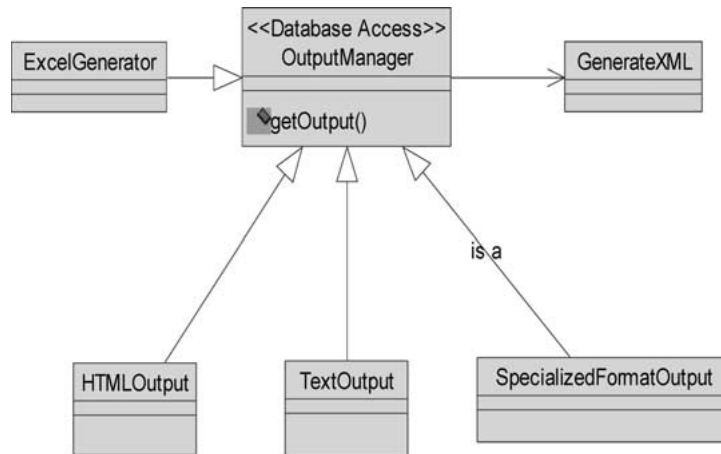 <<Database Access>>
OutputManager
ExcelGenerator
GenerateXML
getOutput()
is a
HTMLOutput
TextOutput
SpecializedFormatOutput